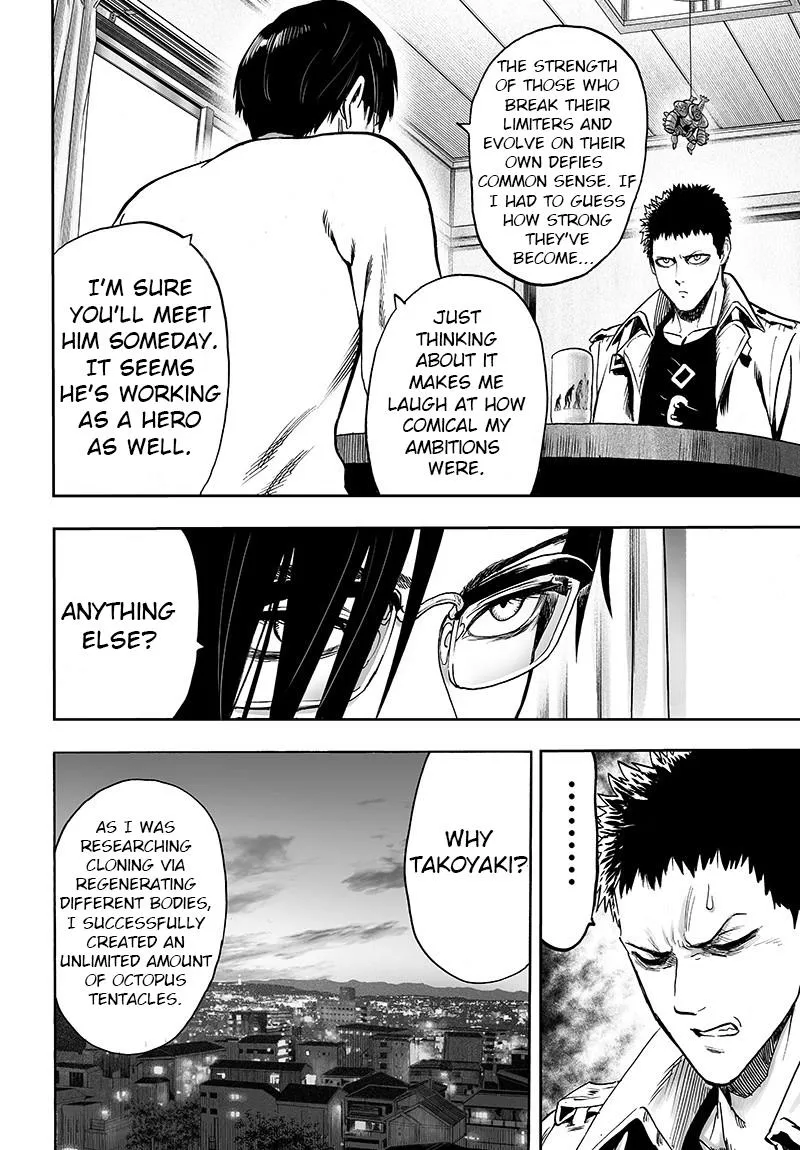 THE STRENGTH
OF THOSE WHO
BREAK THEIR
LIMITERS AND
EVOLVE ON THEIR
OWN DEFIES
COMMON SENSE. IF
I HAD TO GUESS
HOW STRONG
THEY'VE
BECOME...
JUST
THINKING
ABOUT IT
MAKES ME
LAUGH AT HOW
COMICAL MY
AMBITIONS
WERE.
I'M SURE
YOU'LL MEET
HIM SOMEDAY.
IT SEEMS
HE'S WORKING
AS A HERO
AS WELL.
ANYTHING
ELSE?
........
WHY
TAKOYAKI?
AS I WAS
RESEARCHING
CLONING VIA
REGENERATING
DIFFERENT BODIES,
I SUCCESSFULLY
CREATED AN
UNLIMITED AMOUNT
OF OCTOPUS
TENTACLES.